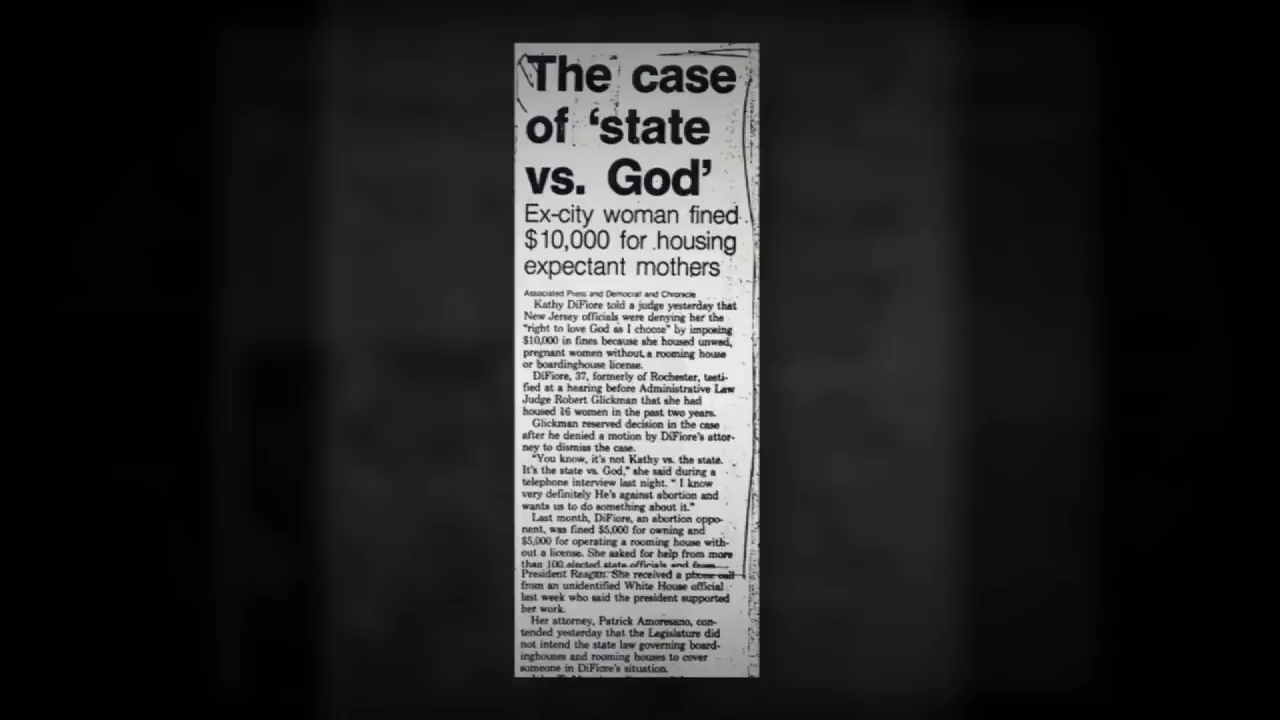 The case
of ‘state
vs. God’
Ex-city woman fined
$10,000 for housing
expectant mothers
Associated Press and Democrat and Chronicle
Kathy DiFiore told a judge yesterday that
New Jersey officials were denying her the
“right to love God as I choose” by imposing
$10,000 in fines because she housed unwed,
pregnant women without a rooming house
or boardinghouse license.
DiFiore, 37, formerly of Rochester, testi-
fied at a hearing before Administrative Law
Judge Robert Glickman that she had
housed 16 women in the past two years.
Glickman reserved decision in the case
after he denied a motion by DiFiore’s attor-
ney to dismiss the case.
“You know, it’s not Kathy vs. the state.
It’s the state vs. God,” she said during a
telephone interview last night. “ I know
very definitely He’s against abortion and
wants us to do something about it.”
Last month, DiFiore, an abortion oppo-
nent, was fined $5,000 for owning and
$5,000 for operating a rooming house with-
out a license. She asked for help from more
than 100 elected state officials and from
President Reagan. She received a phone call
from an unidentified White House official
last week who said the president supported
her work.
Her attorney, Patrick Amoresano, con-
tended yesterday that the Legislature did
not intend the state law governing board-
inghouses and rooming houses to cover
someone in DiFiore’s situation.